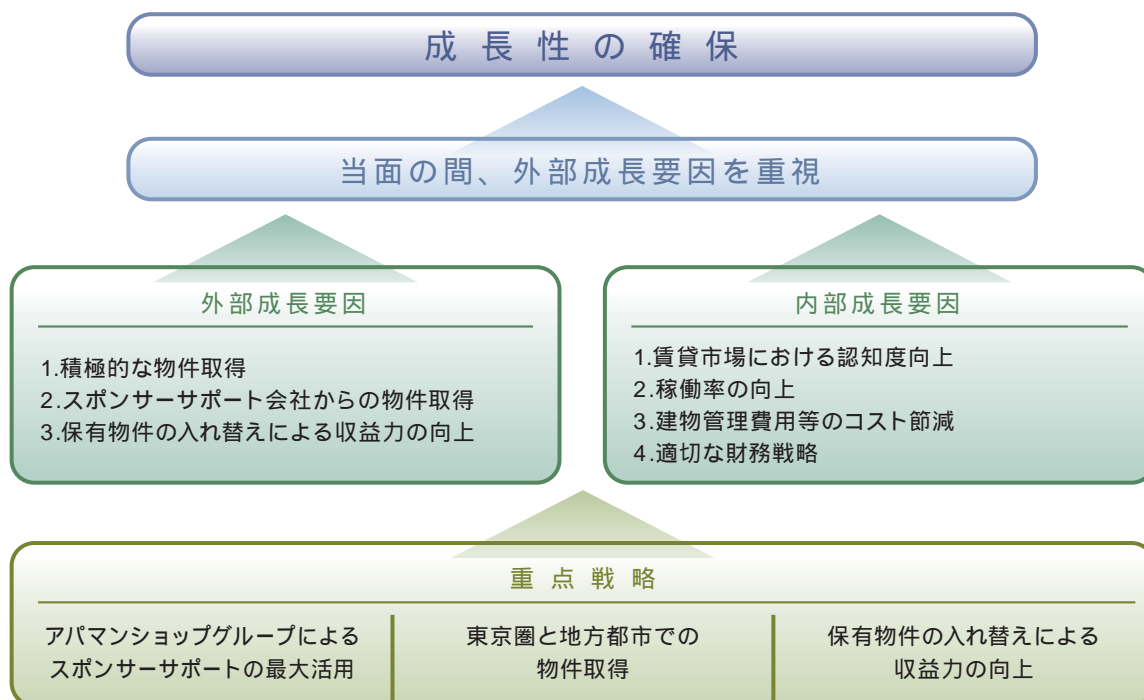 成長性の確保
当面の間、外部成長要因を重視
外部成長要因
1.積極的な物件取得
2.スポンサーサポート会社からの物件取得
3.保有物件の入れ替えによる収益力の向上
内部成長要因
1.賃貸市場における認知度向上
2.稼働率の向上
3.建物管理費用等のコスト節減
4.適切な財務戦略
重点戦略
アパマンショップグループによる
スポンサーサポートの最大活用
東京圏と地方都市での
物件取得
保有物件の入れ替えによる
収益力の向上